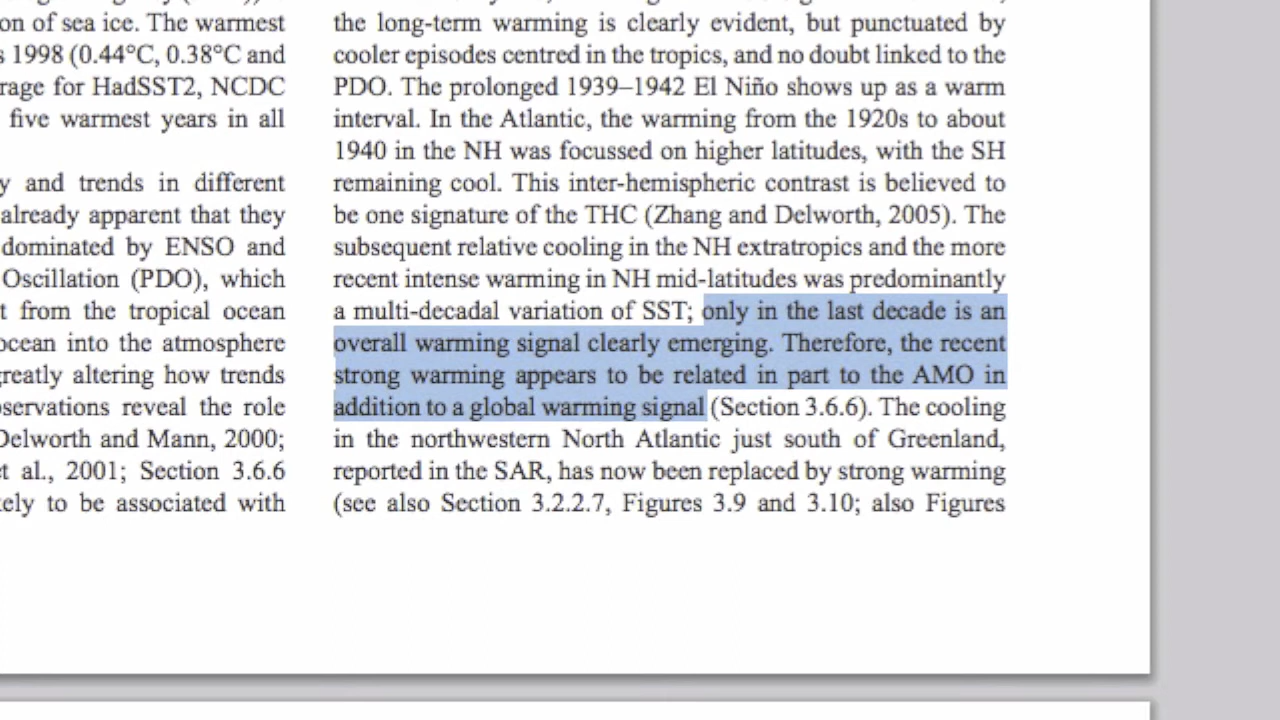 on of sea ice. The warmest
s 1998 (0.44°C, 0.38°C and
rage for HadSST2, NCDC
five warmest years in all
y and trends in different
already apparent that they
dominated by ENSO and
Oscillation (PDO), which
t from the tropical ocean
ocean into the atmosphere
greatly altering how trends
servations reveal the role
Delworth and Mann, 2000;
et al., 2001; Section 3.6.6
ely to be associated with
the long-term warming is clearly evident, but punctuated by
cooler episodes centred in the tropics, and no doubt linked to the
PDO. The prolonged 1939–1942 El Niño shows up as a warm
interval. In the Atlantic, the warming from the 1920s to about
1940 in the NH was focussed on higher latitudes, with the SH
remaining cool. This inter-hemispheric contrast is believed to
be one signature of the THC (Zhang and Delworth, 2005). The
subsequent relative cooling in the NH extratropics and the more
recent intense warming in NH mid-latitudes was predominantly
a multi-decadal variation of SST; only in the last decade is an
overall warming signal clearly emerging. Therefore, the recent
strong warming appears to be related in part to the AMO in
addition to a global warming signal (Section 3.6.6). The cooling
in the northwestern North Atlantic just south of Greenland,
reported in the SAR, has now been replaced by strong warming
(see also Section 3.2.2.7, Figures 3.9 and 3.10; also Figures